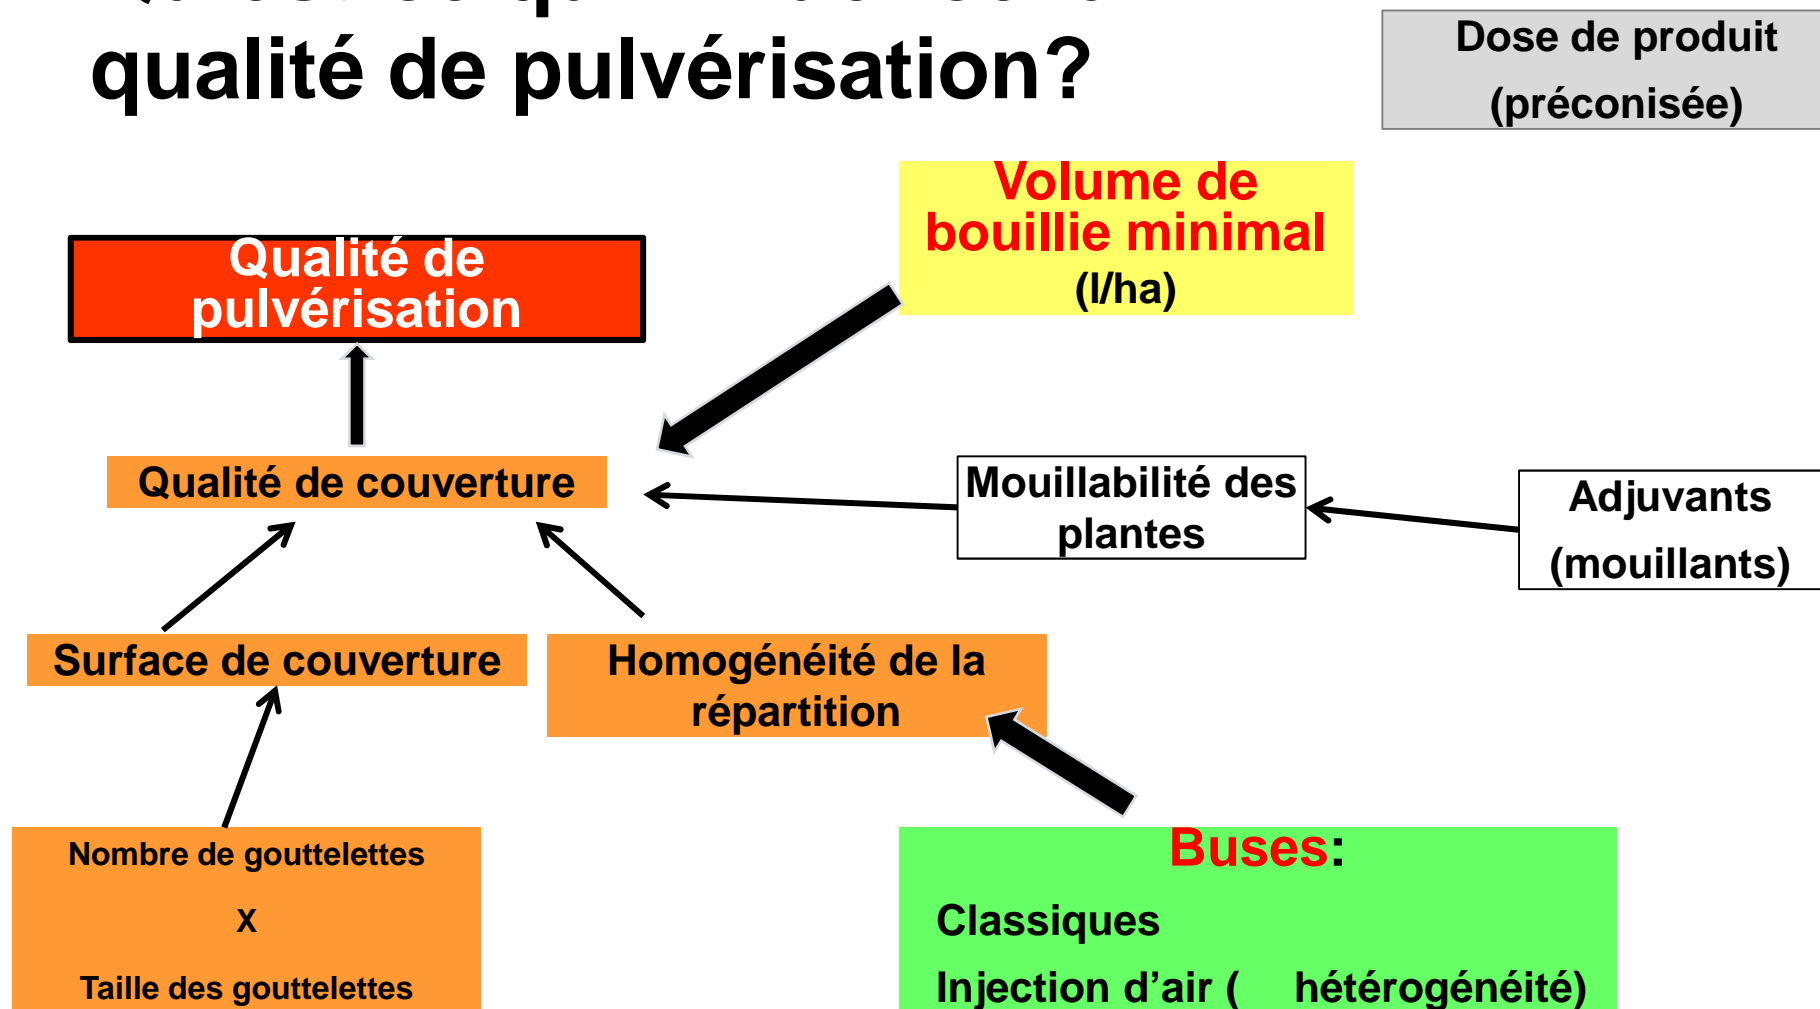 qualité de pulvérisation?
Dose de produit
(préconisée)
Volume de
bouillie minimal
(l/ha)
Qualité de
pulvérisation
Qualité de couverture
Mouillabilité des
plantes
Adjuvants
(mouillants)
Surface de couverture
Homogénéité de la
répartition
Nombre de gouttelettes
X
Taille des gouttelettes
Buses:
Classiques
Injection d’air ( hétérogénéité)